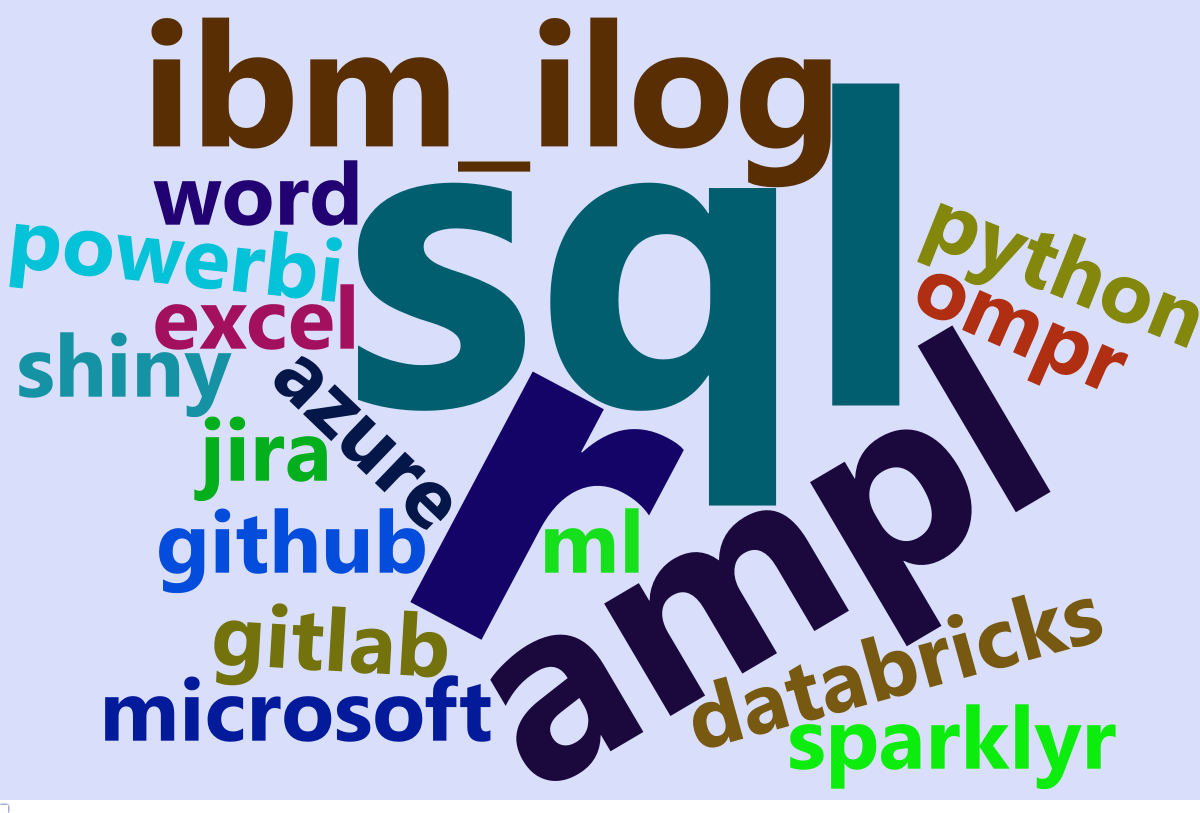 ibm_ilog
word
sql
powerbi
python
excel
ompr
shiny
azure
jira
r
ampl
github
ml
gitlab
databricks
microsoft
sparklyr